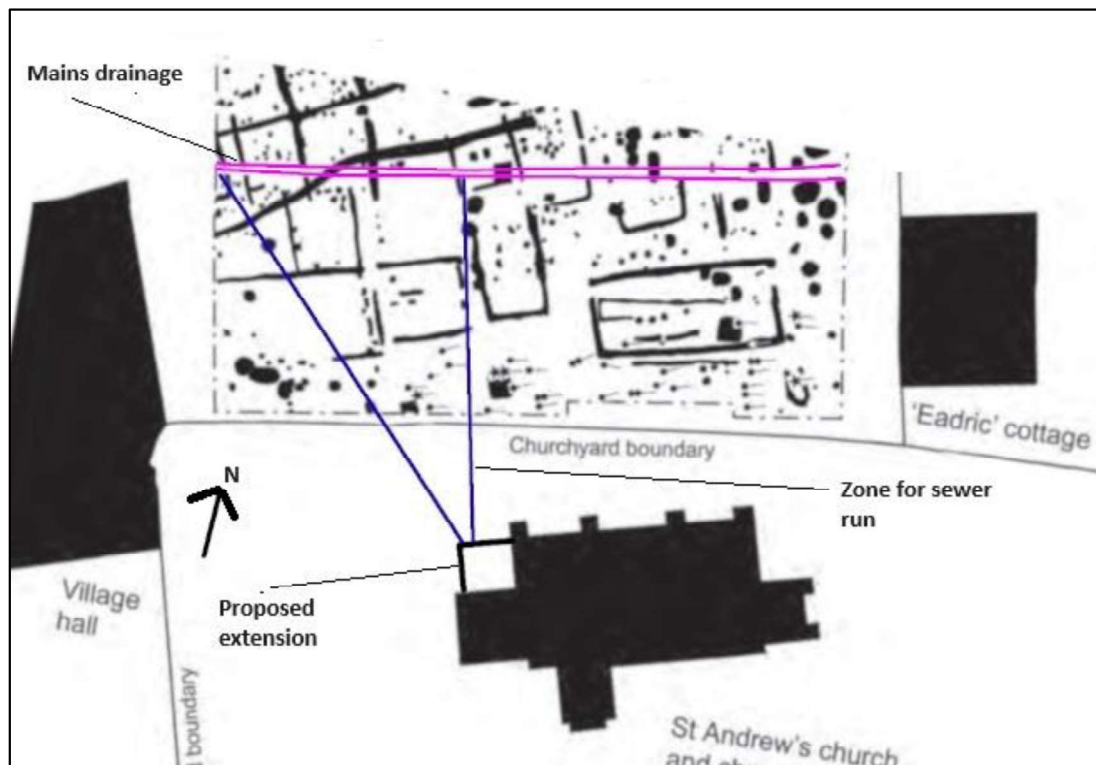 Mains drainage
'Eadric' cottage
Churchyard boundary
N
Zone for sewer
run
Village
hall
Proposed
extension
boundary
St Andrew's church